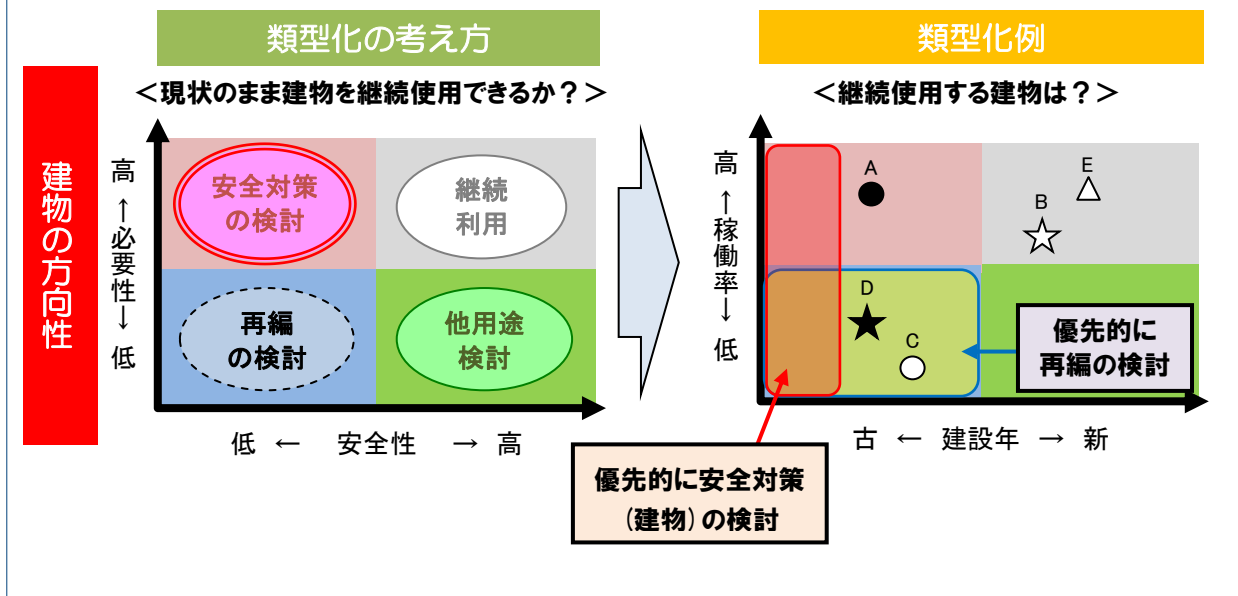 類型化の考え方
類型化例
建物の方向性
＜現状のまま建物を継続使用できるか？＞
高 ↑必要性↓ 低
安全対策
の検討
継続
利用
再編
の検討
他用途
検討
低 ← 安全性 → 高
＜継続使用する建物は？＞
高 ↑稼働率↓ 低
A
E
B
D
C
優先的に
再編の検討
古 ← 建設年 → 新
優先的に安全対策
（建物）の検討